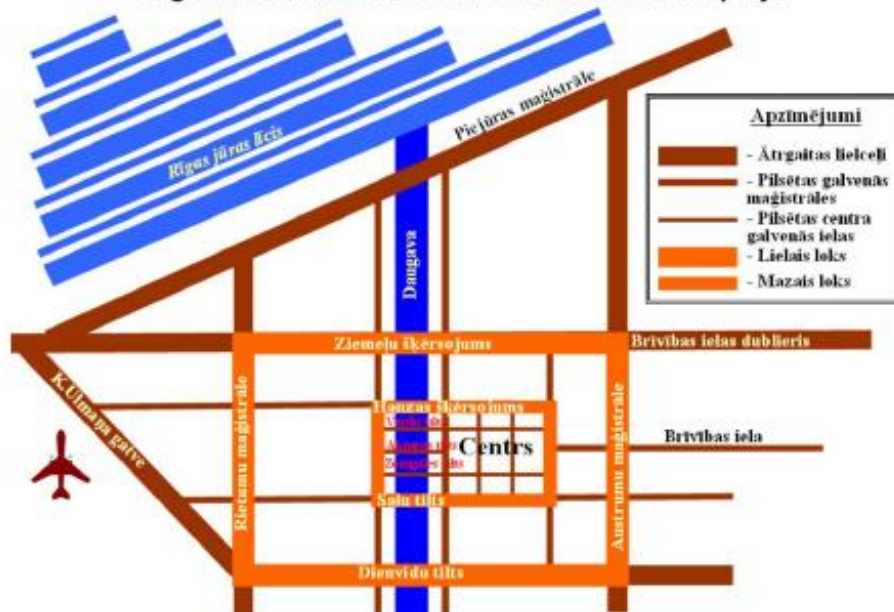 Piejūras maģistrāle
Rīgas jūras līcis
Apzīmējumi
- Ātrgaitas lielceļi
- Pilsētas galvenās
maģistrāles
- Pilsētas centra
galvenās ielas
- Lielais loks
- Mazais loks
Daugava
Ziemeļu šķērsojums
Brīvības ielas dublieris
K.Ulmaņa gatve
Rietumu maģistrāle
Hanzas šķērsojums
Centrs
Brīvības iela
Austrumu maģistrāle
Salu tilts
Dienvidu tilts